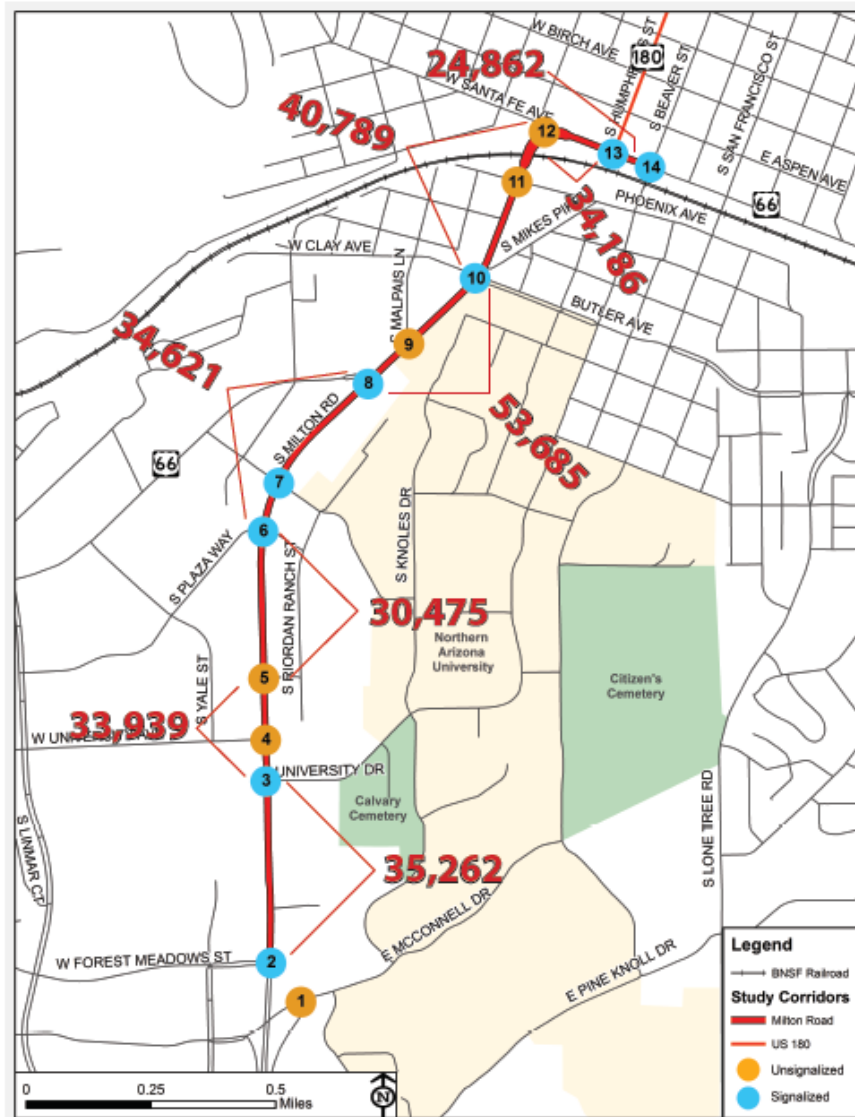 W BIRCH AVE
S HUMPHREYS ST
180
S BEAVER ST
S SAN FRANCISCO ST
24,862
W SANTA FE AVE
40,789
12
13
14
E ASPEN AVE
11
66
PHOENIX AVE
S MIKES PIKE
34,186
W CLAY AVE
S MALPAIS LN
10
BUTLER AVE
34,621
9
8
S MILTON RD
53,685
66
7
6
S PLAZA WAY
S KNOLES DR
S RIORDAN RANCH ST
30,475
Northern
Arizona
University
5
Citizen's
Cemetery
S YALE ST
33,939
4
W UNIVERSITY AVE
3
UNIVERSITY DR
Calvary
Cemetery
S LONE TREE RD
S LINMAR CT
35,262
E MCCONNELL DR
W FOREST MEADOWS ST
2
1
E PINE KNOLL DR
Legend
BNSF Railroad
Study Corridors
Milton Road
US 180
Unsignalized
Signalized
0 0.25 0.5
Miles
N